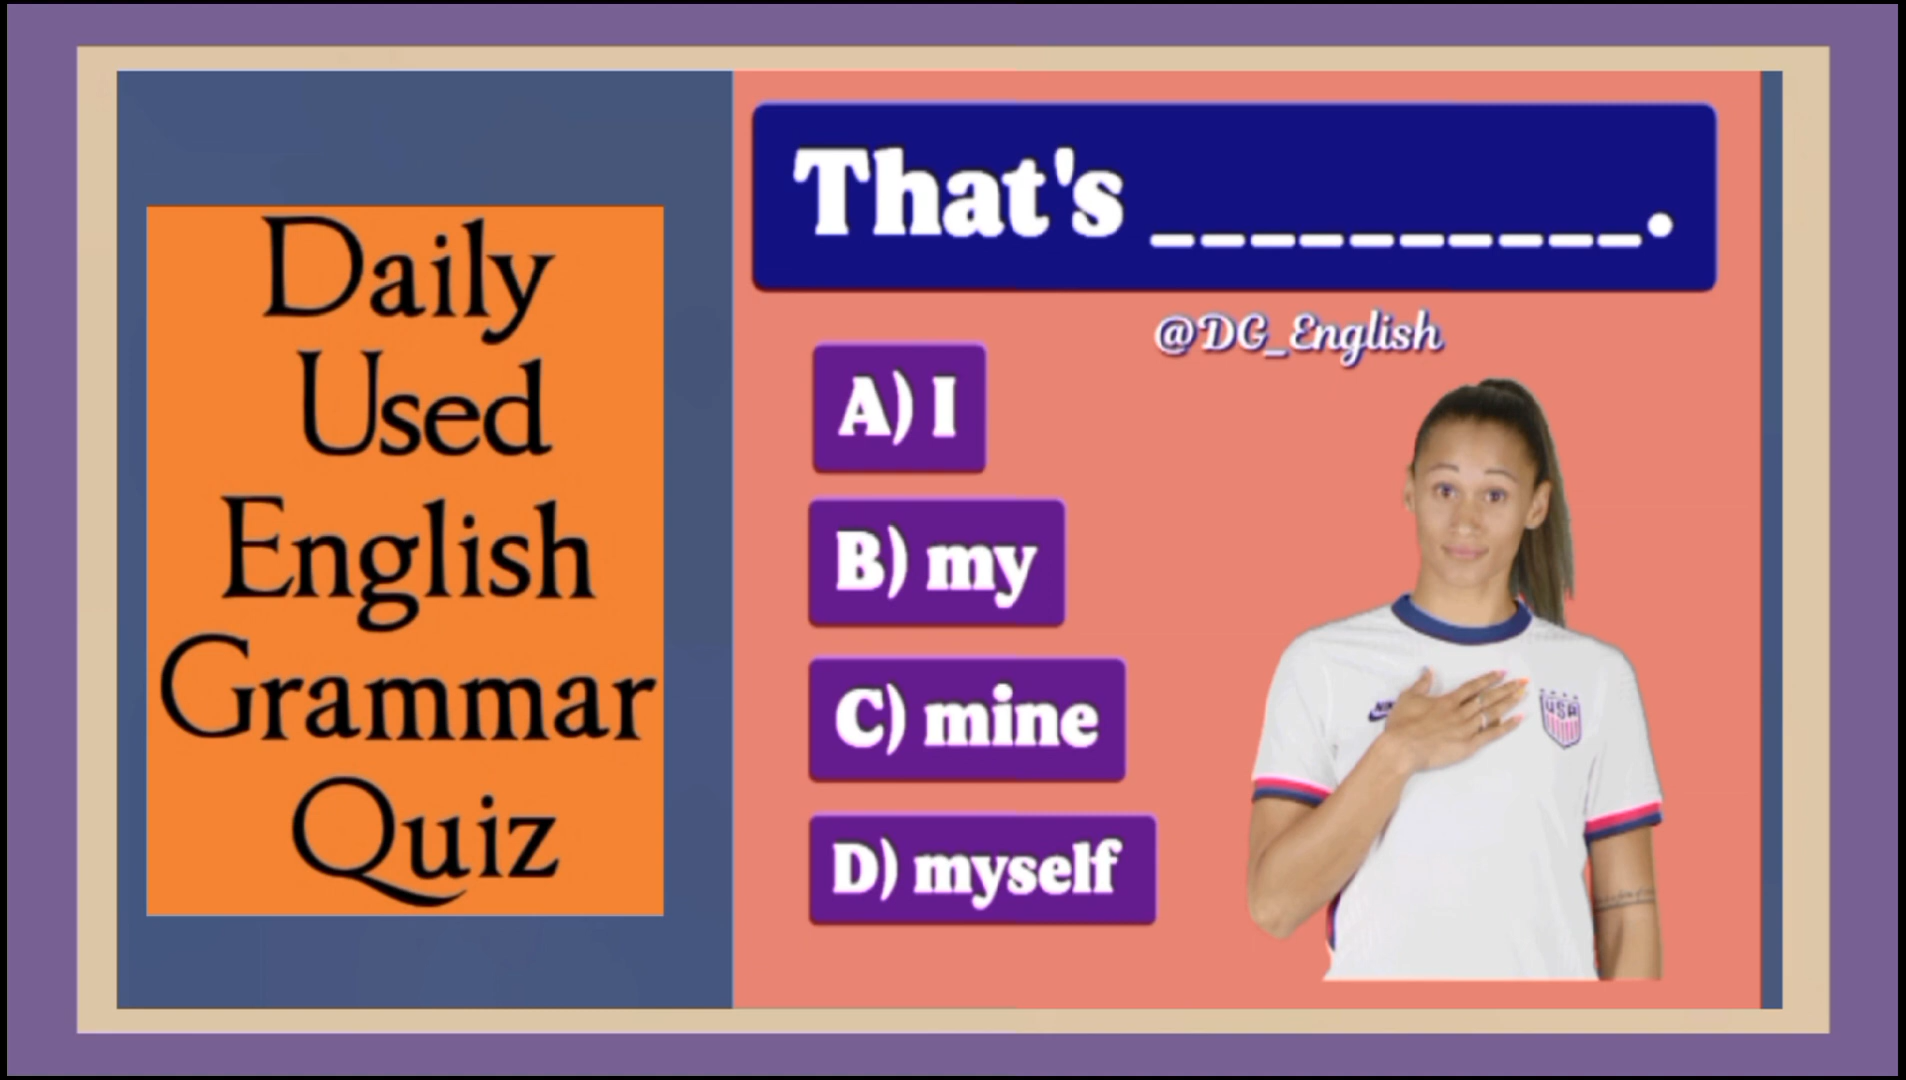 Daily
Used
English
Grammar
Quiz
That's __________.
@DG_English
A) I
B) my
C) mine
D) myself
USA